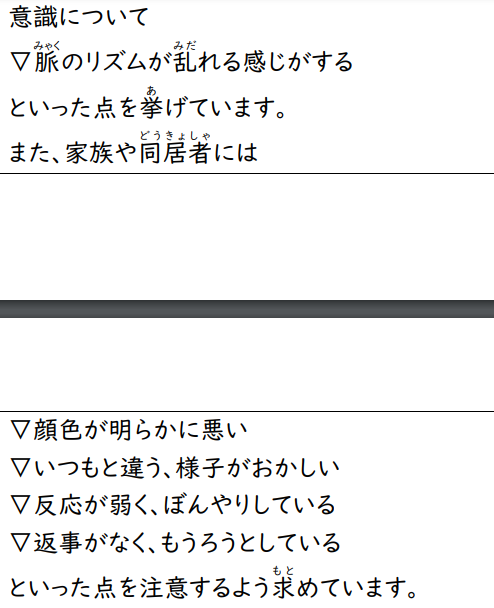 意識について
▽脈のリズムが乱れる感じがする
といった点を挙げています。
また、家族や同居者には
▽顔色が明らかに悪い
▽いつもと違う、様子がおかしい
▽反応が弱く、ぼんやりしている
▽返事がなく、もうろうとしている
といった点を注意するよう求めています。